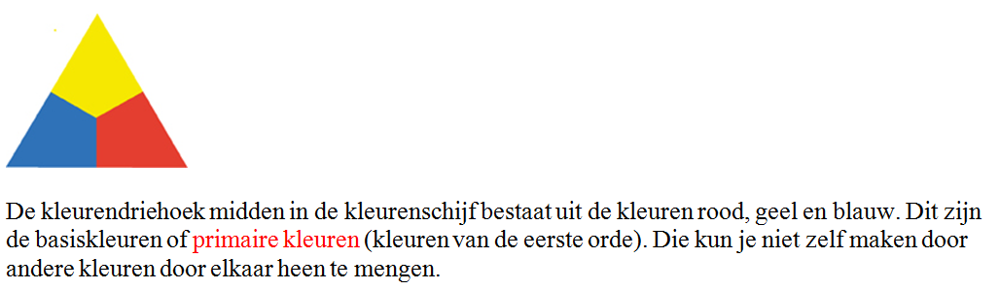 De kleurendriehoek midden in de kleurenschijf bestaat uit de kleuren rood, geel en blauw. Dit zijn
de basiskleuren of primaire kleuren (kleuren van de eerste orde). Die kun je niet zelf maken door
andere kleuren door elkaar heen te mengen.